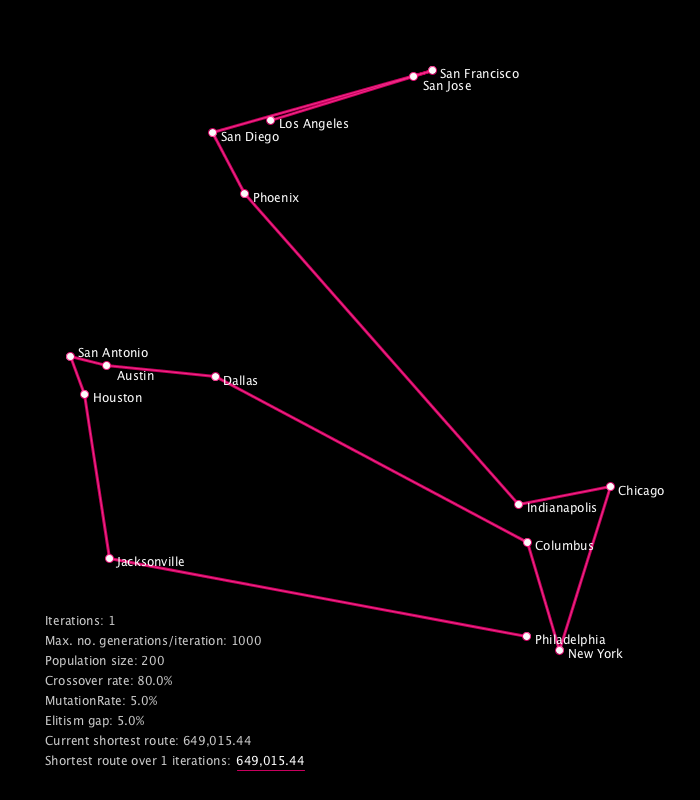 San Francisco
San Jose
Los Angeles
San Diego
Phoenix
San Antonio
Austin
Dallas
Houston
Chicago
Indianapolis
Columbus
Jacksonville
Philadelphia
New York
Iterations: 1
Max. no. generations/iteration: 1000
Population size: 200
Crossover rate: 80.0%
MutationRate: 5.0%
Elitism gap: 5.0%
Current shortest route: 649,015.44
Shortest route over 1 iterations: 649,015.44